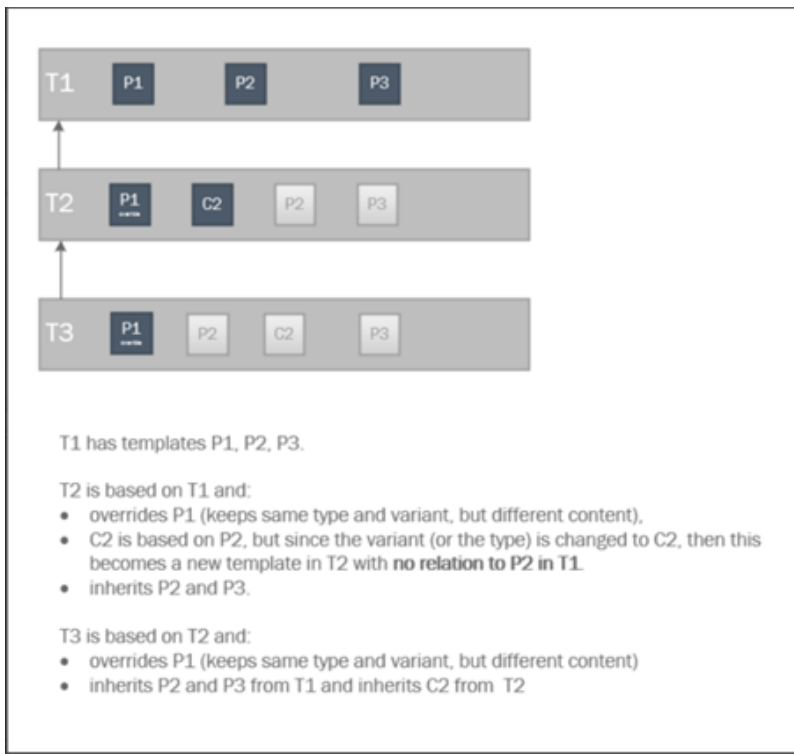 T1 P1 P2 P3
T2 P1 override C2 P2 P3
T3 P1 override P2 C2 P3
T1 has templates P1, P2, P3.
T2 is based on T1 and:
• overrides P1 (keeps same type and variant, but different content),
• C2 is based on P2, but since the variant (or the type) is changed to C2, then this
becomes a new template in T2 with no relation to P2 in T1.
• inherits P2 and P3.
T3 is based on T2 and:
• overrides P1 (keeps same type and variant, but different content)
• inherits P2 and P3 from T1 and inherits C2 from T2